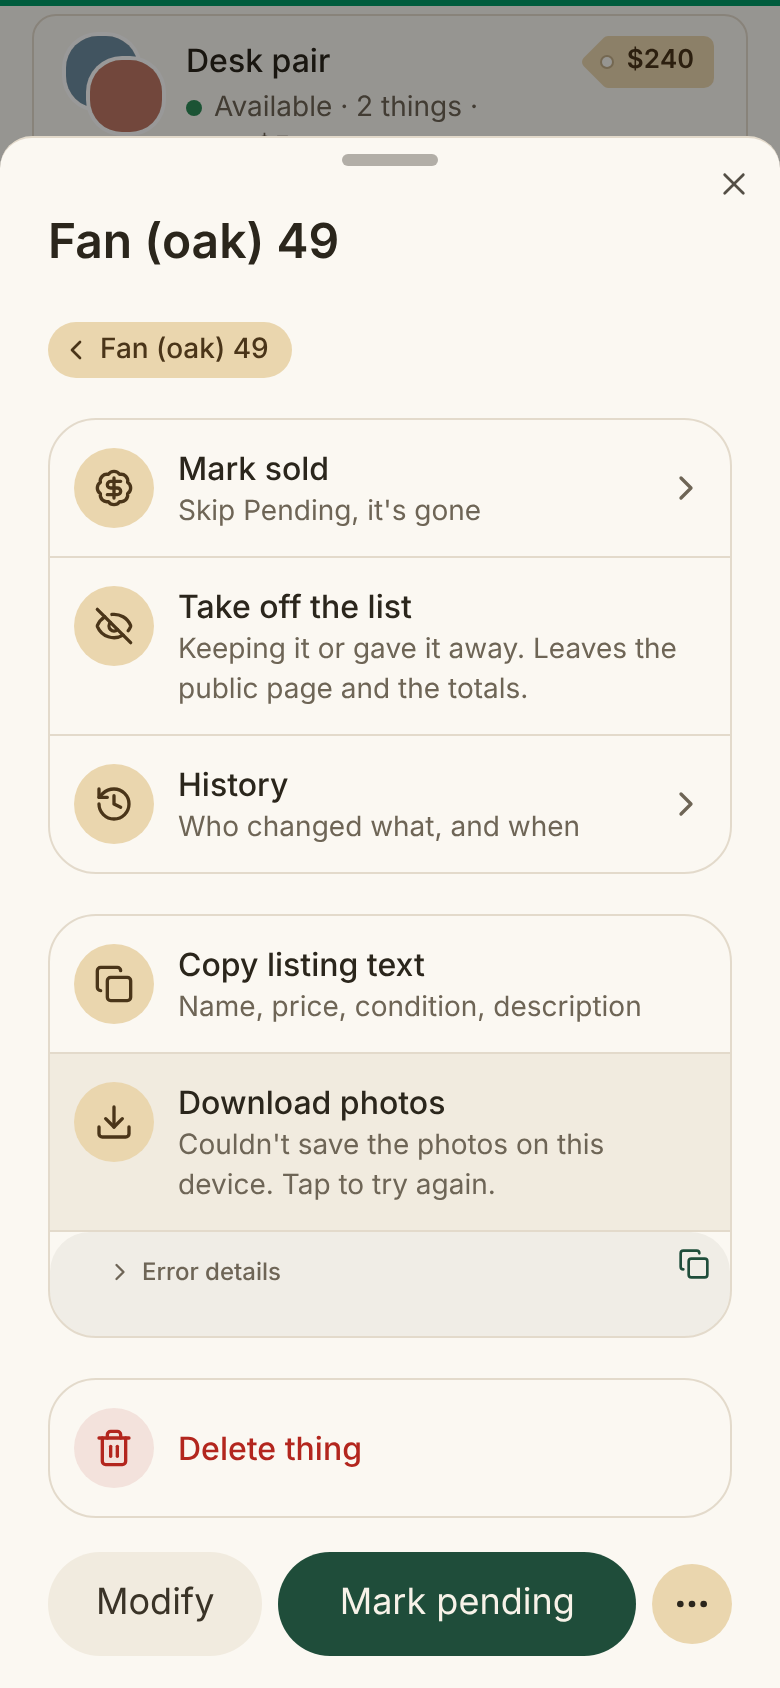 Desk pair
$240
Available · 2 things ·
Fan (oak) 49
Fan (oak) 49
Mark sold
Skip Pending, it's gone
Take off the list
Keeping it or gave it away. Leaves the
public page and the totals.
History
Who changed what, and when
Copy listing text
Name, price, condition, description
Download photos
Couldn't save the photos on this
device. Tap to try again.
Error details
Delete thing
Modify
Mark pending